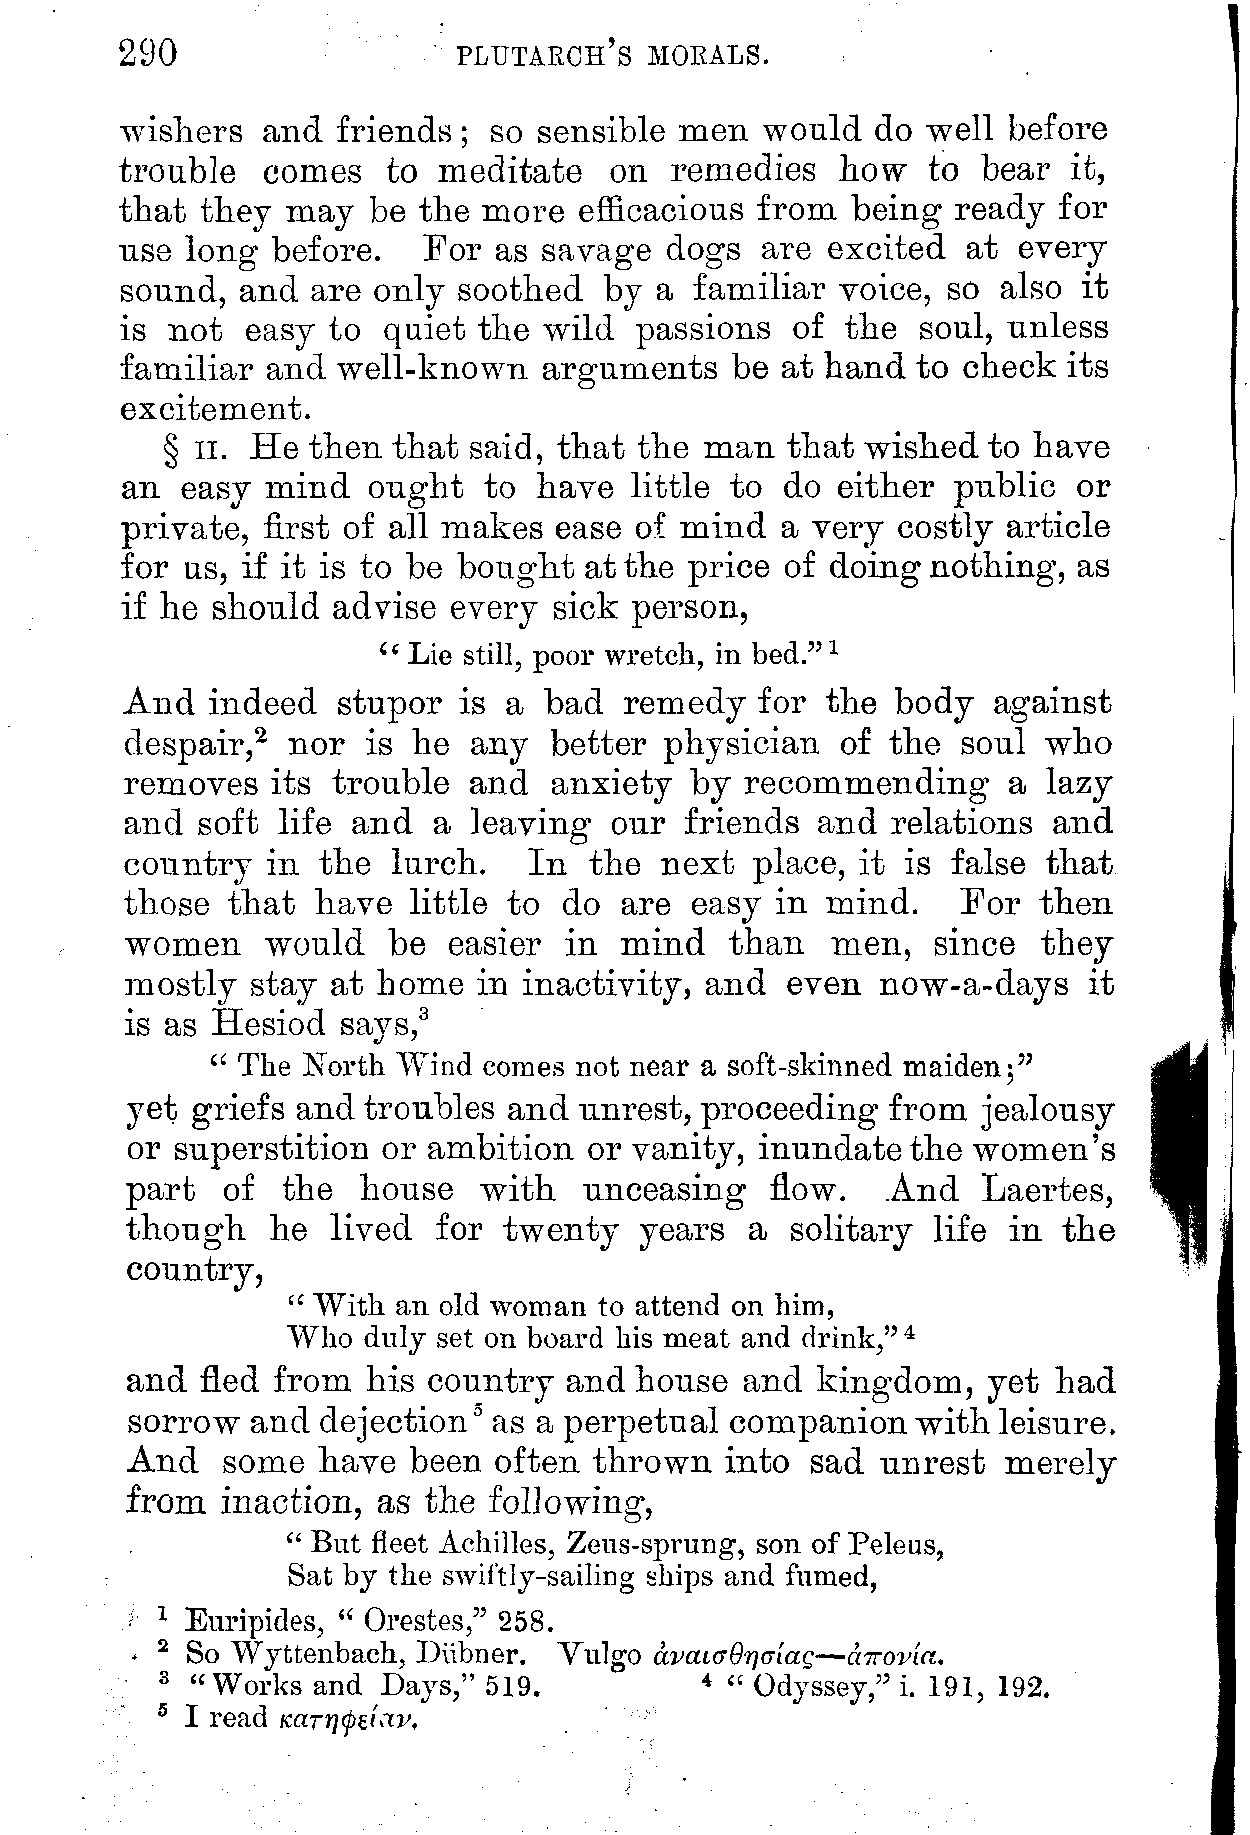 290 PLUTARCH'S MORALS.
wishers and friends; so sensible men would do well before
trouble comes to meditate on remedies how to bear it,
that they may be the more efficacious from being ready for
use long before. For as savage dogs are excited at every
sound, and are only soothed by a familiar voice, so also it
is not easy to quiet the wild passions of the soul, unless
familiar and well-known arguments be at hand to check its
excitement.
§ II. He then that said, that the man that wished to have
an easy mind ought to have little to do either public or
private, first of all makes ease of mind a very costly article
for us, if it is to be bought at the price of doing nothing, as
if he should advise every sick person,
“Lie still, poor wretch, in bed.”¹
And indeed stupor is a bad remedy for the body against
despair,² nor is he any better physician of the soul who
removes its trouble and anxiety by recommending a lazy
and soft life and a leaving our friends and relations and
country in the lurch. In the next place, it is false that
those that have little to do are easy in mind. For then
women would be easier in mind than men, since they
mostly stay at home in inactivity, and even now-a-days it
is as Hesiod says,³
“The North Wind comes not near a soft-skinned maiden;”
yet griefs and troubles and unrest, proceeding from jealousy
or superstition or ambition or vanity, inundate the women's
part of the house with unceasing flow. And Laertes,
though he lived for twenty years a solitary life in the
country,
“With an old woman to attend on him,
Who duly set on board his meat and drink,”⁴
and fled from his country and house and kingdom, yet had
sorrow and dejection⁵ as a perpetual companion with leisure.
And some have been often thrown into sad unrest merely
from inaction, as the following,
“But fleet Achilles, Zeus-sprung, son of Peleus,
Sat by the swiftly-sailing ships and fumed,
¹ Euripides, “Orestes,” 258.
² So Wyttenbach, Dübner. Vulgo ἀναισθησίας—ἀπονία.
³ “Works and Days,” 519. ⁴ “Odyssey,” i. 191, 192.
⁵ I read κατηφείαν.